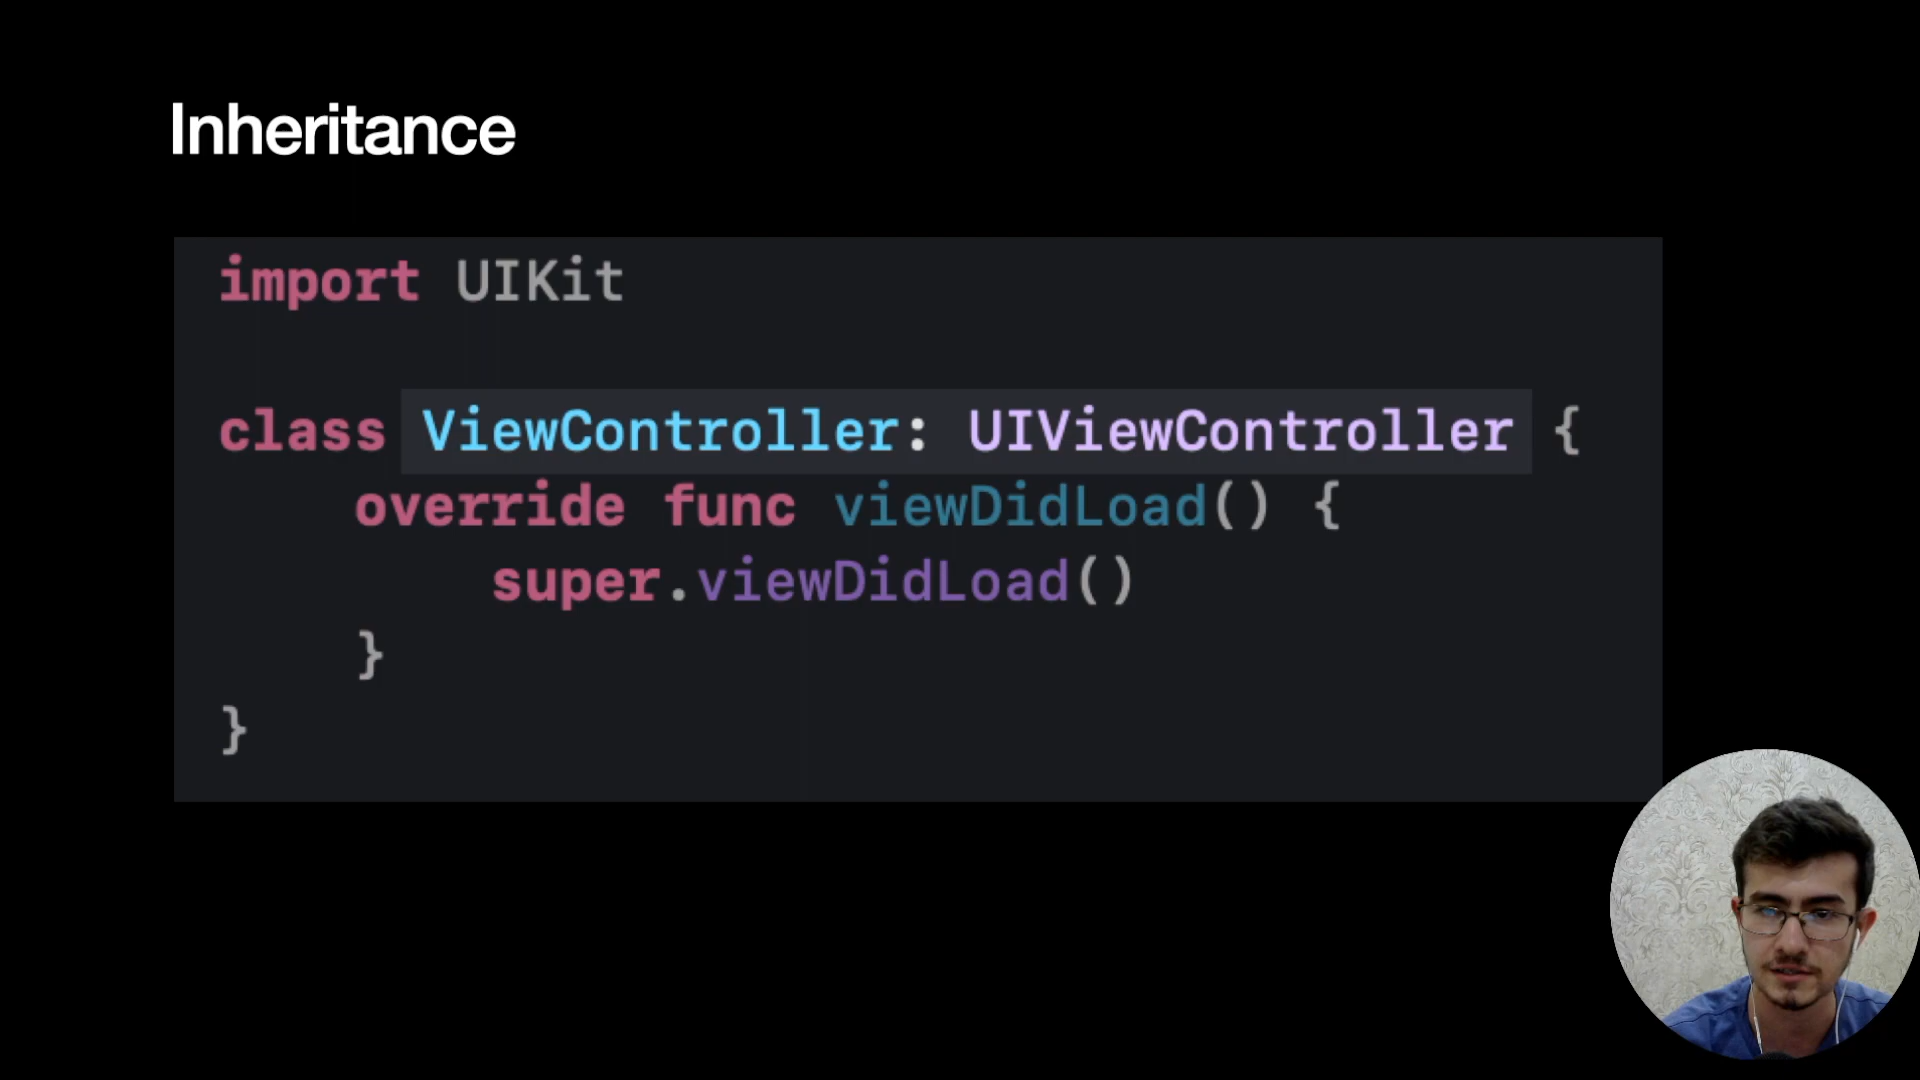 Inheritance
import UIKit
class ViewController: UIViewController {
override func viewDidLoad() {
super.viewDidLoad()
}
}